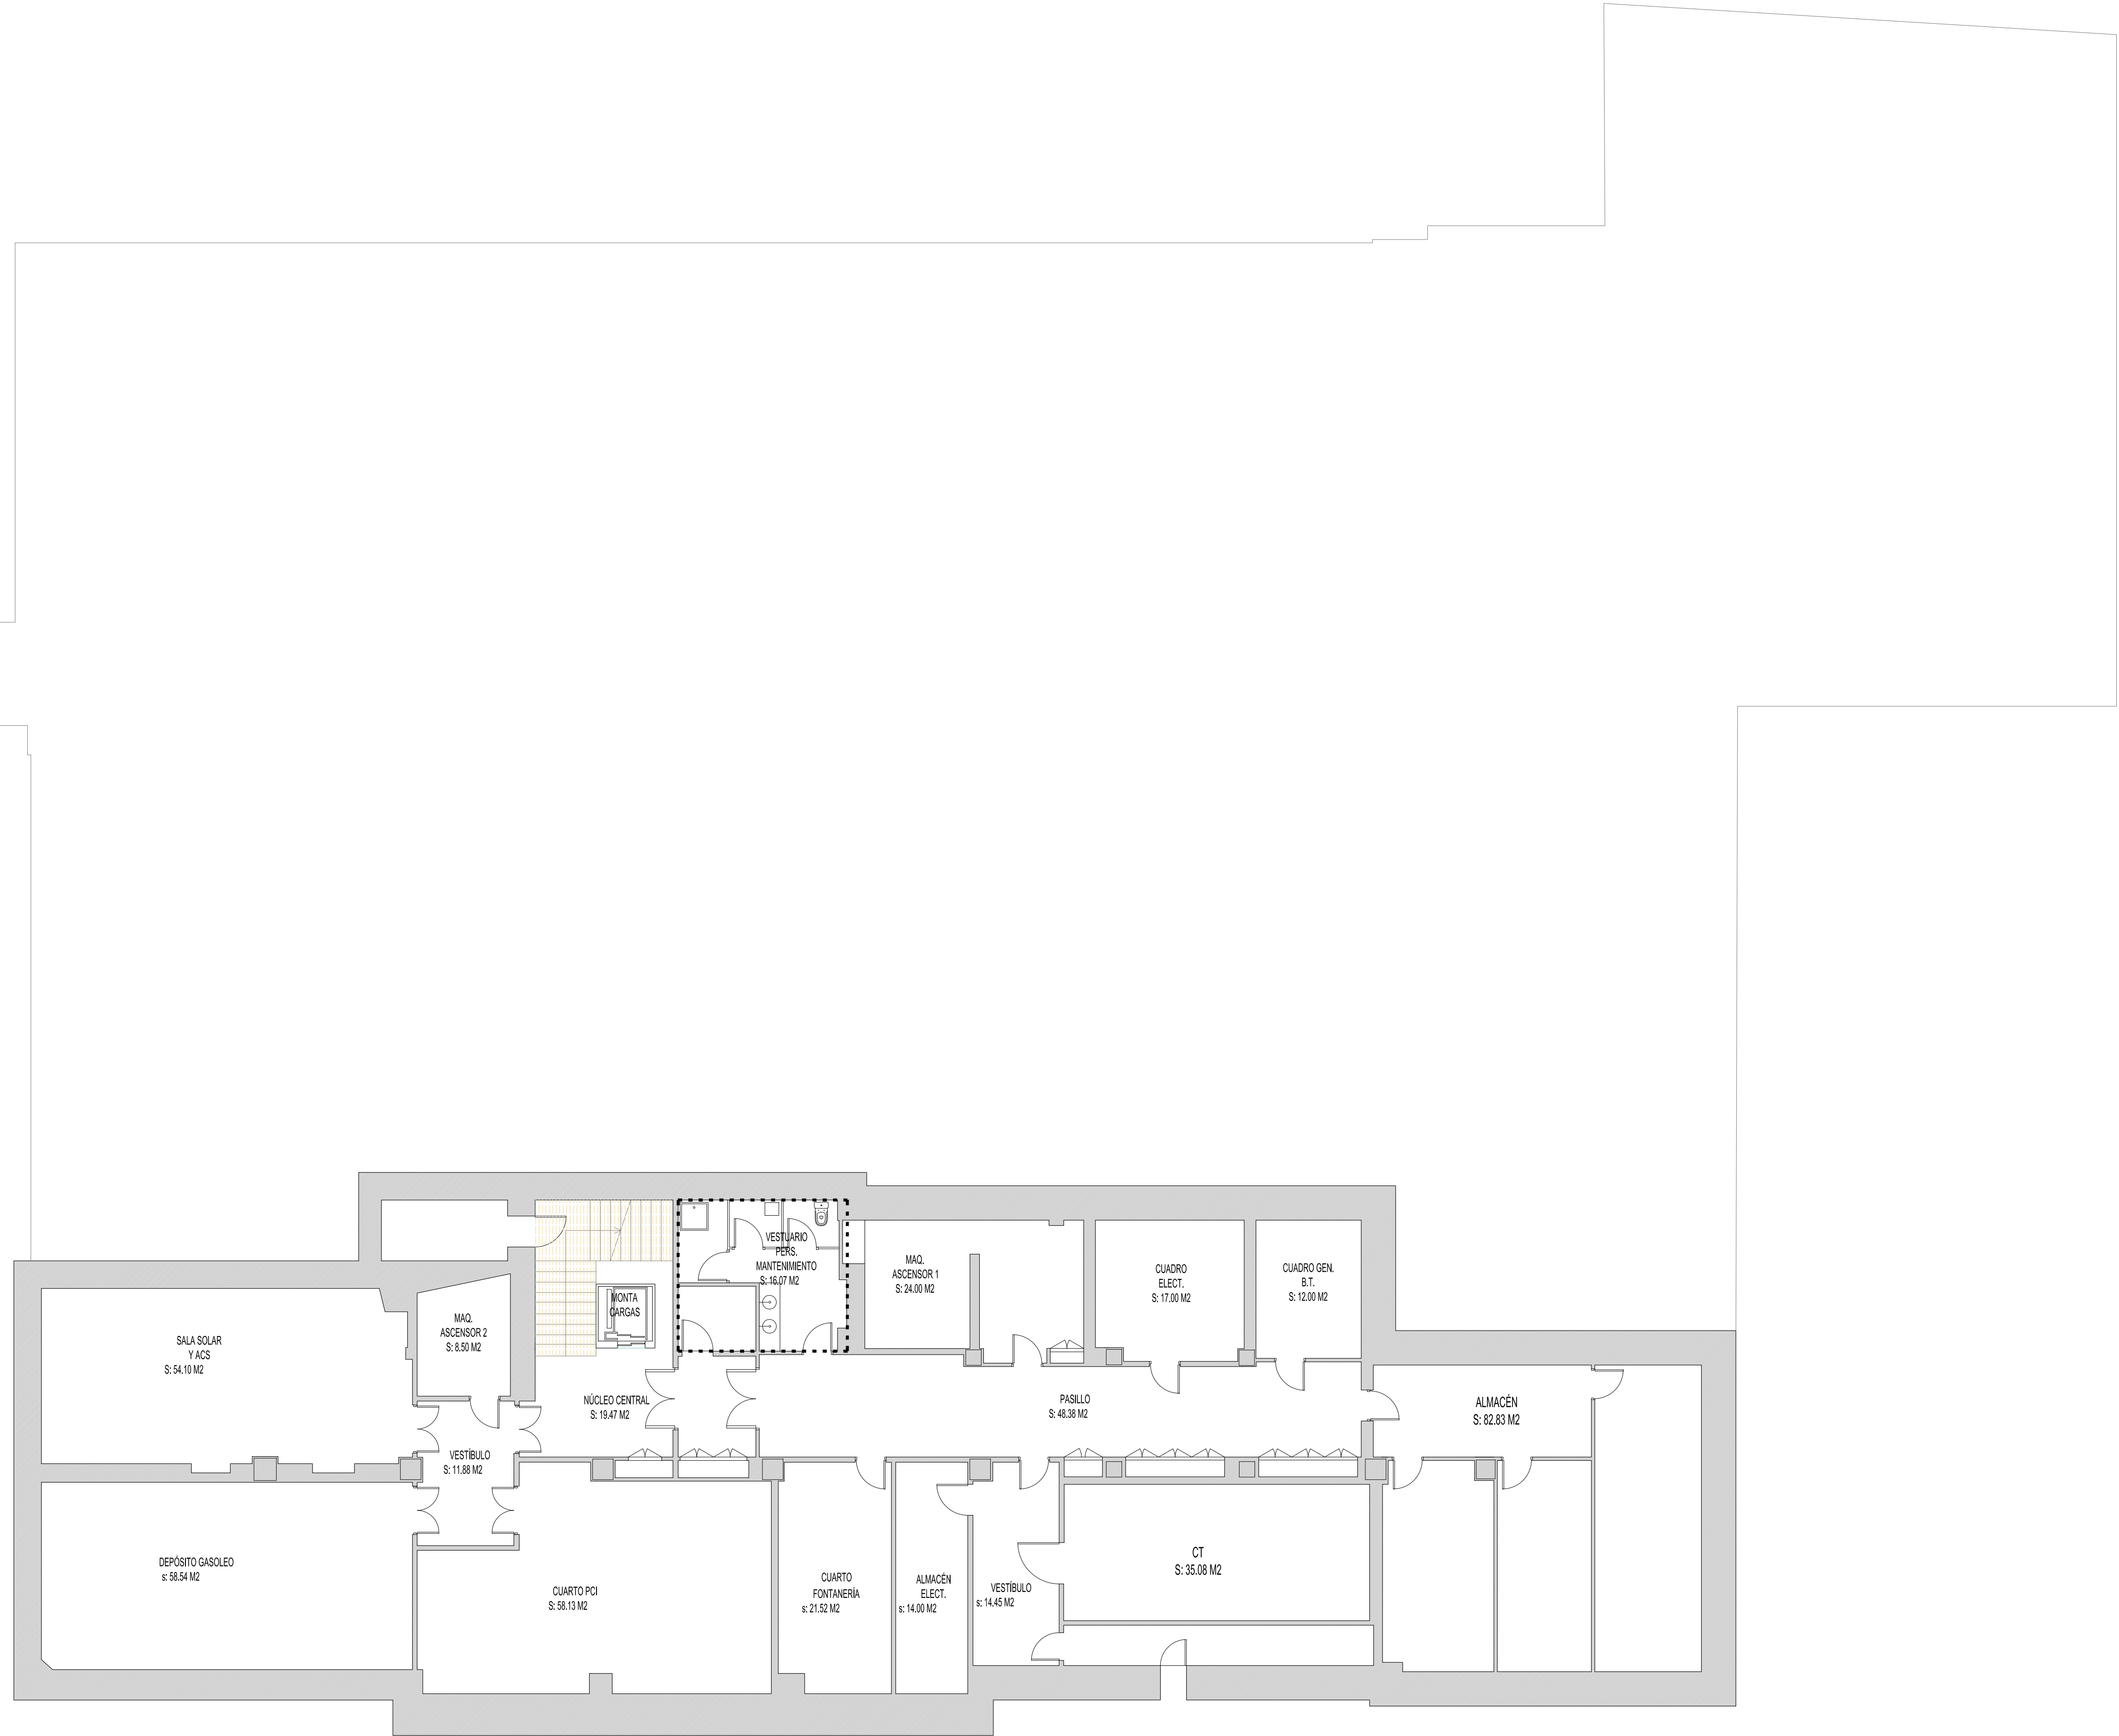 VESTUARIO
PERS.
MANTENIMIENTO
S: 16.07 M2
MAQ.
ASCENSOR 1
S: 24.00 M2
CUADRO
ELECT.
S: 17.00 M2
CUADRO GEN.
B.T.
S: 12.00 M2
MONTA
CARGAS
MAQ.
ASCENSOR 2
S: 8.50 M2
SALA SOLAR
Y ACS
S: 54.10 M2
NÚCLEO CENTRAL
S: 19.47 M2
PASILLO
S: 48.38 M2
ALMACÉN
S: 82.83 M2
VESTÍBULO
S: 11.88 M2
DEPÓSITO GASOLEO
s: 58.54 M2
CUARTO PCI
S: 58.13 M2
CUARTO
FONTANERÍA
s: 21.52 M2
ALMACÉN
ELECT.
s: 14.00 M2
VESTÍBULO
s: 14.45 M2
CT
S: 35.08 M2